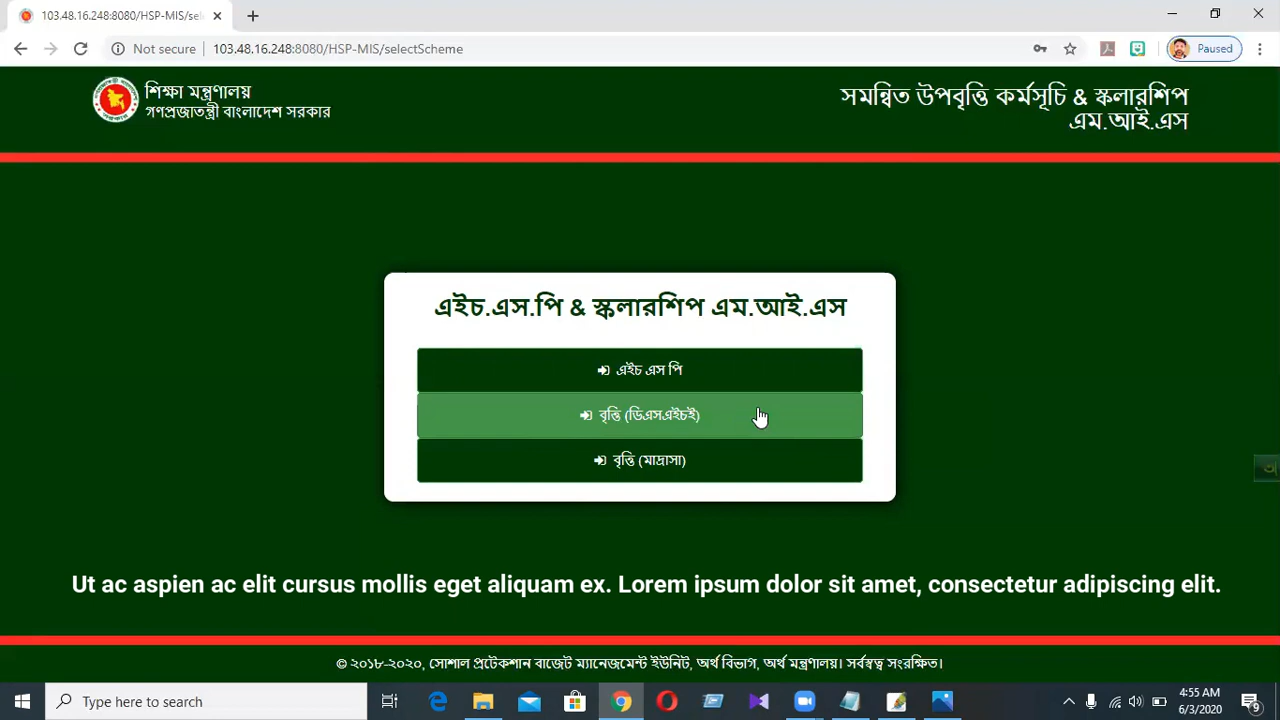 103.48.16.248:8080/HSP-MIS/sel
Not secure
103.48.16.248:8080/HSP-MIS/selectScheme
Paused
শিক্ষা মন্ত্রণালয়
গণপ্রজাতন্ত্রী বাংলাদেশ সরকার
সমন্বিত উপবৃত্তি কর্মসূচি & স্কলারশিপ
এম.আই.এস
এইচ.এস.পি & স্কলারশিপ এম.আই.এস
এইচ এস পি
বৃত্তি (ডিএসএইচই)
বৃত্তি (মাদ্রাসা)
Ut ac aspien ac elit cursus mollis eget aliquam ex. Lorem ipsum dolor sit amet, consectetur adipiscing elit.
© ২০১৮-২০২০, সোশাল প্রটেকশান বাজেট ম্যানেজমেন্ট ইউনিট, অর্থ বিভাগ, অর্থ মন্ত্রণালয়। সর্বস্বত্ব সংরক্ষিত।
Type here to search
4:55 AM
6/3/2020
9